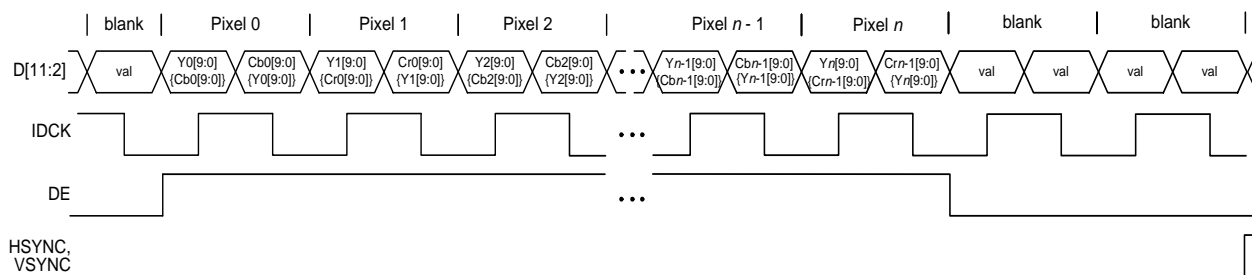 | blank | Pixel 0 | Pixel 1 | Pixel 2 | Pixel n - 1 | Pixel n | blank | blank |
D[11:2] val Y0[9:0] Cb0[9:0] Y1[9:0] Cr0[9:0] Y2[9:0] Cb2[9:0] ••• Yn-1[9:0] Cbn-1[9:0] Yn[9:0] Crn-1[9:0] val val val val
{Cb0[9:0]} {Y0[9:0]} {Cr0[9:0]} {Y1[9:0]} {Cb2[9:0]} {Y2[9:0]} {Cbn-1[9:0]} {Yn-1[9:0]} {Crn-1[9:0]} {Yn[9:0]}
IDCK •••
DE •••
HSYNC,
VSYNC